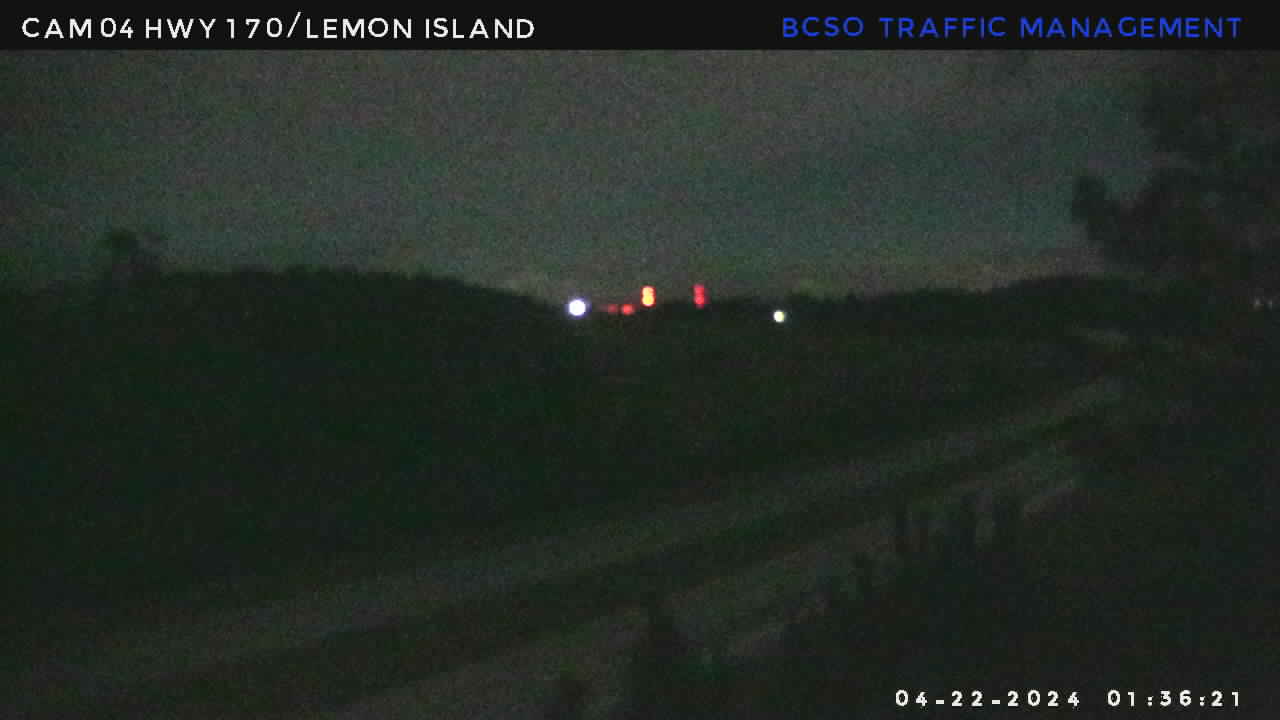 CAM04 HWY 170/LEMON ISLAND
BCSO TRAFFIC MANAGEMENT
04-22-2024 01:36:21